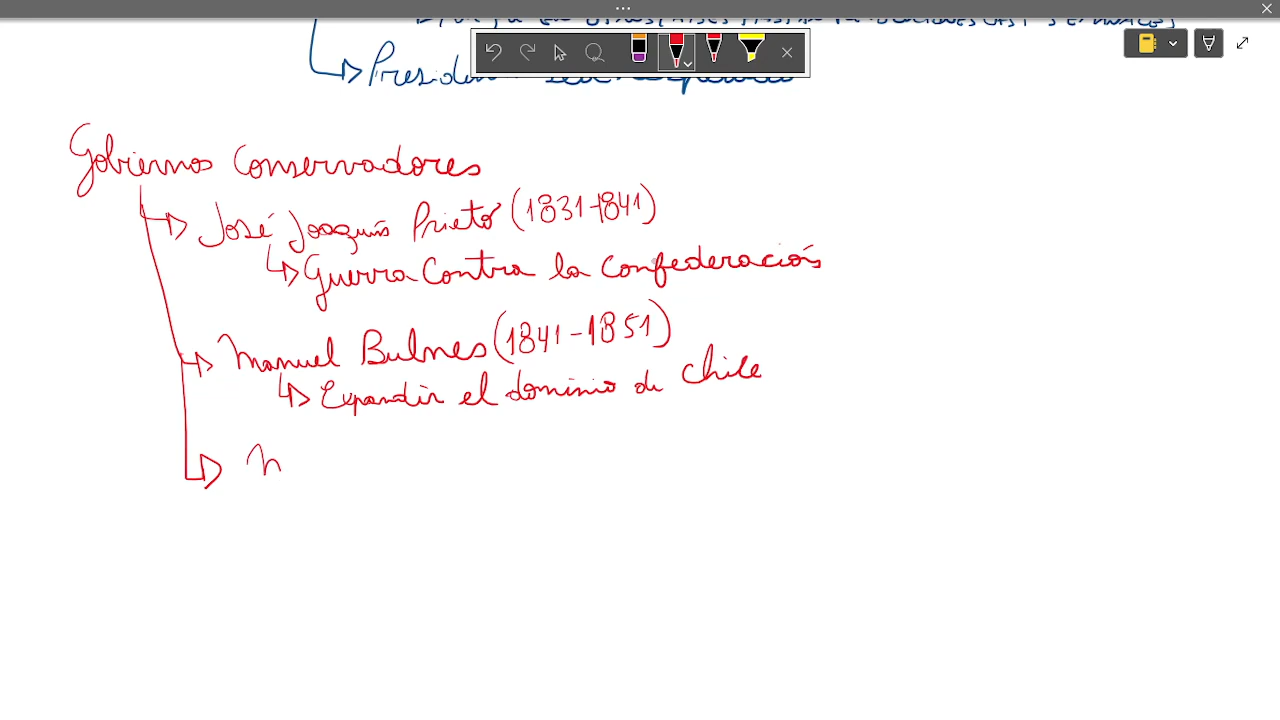 Gobiernos Conservadores
José Joaquín Prieto (1831-1841)
Guerra Contra la confederación
Manuel Bulnes (1841-1851)
Expandir el dominio de Chile